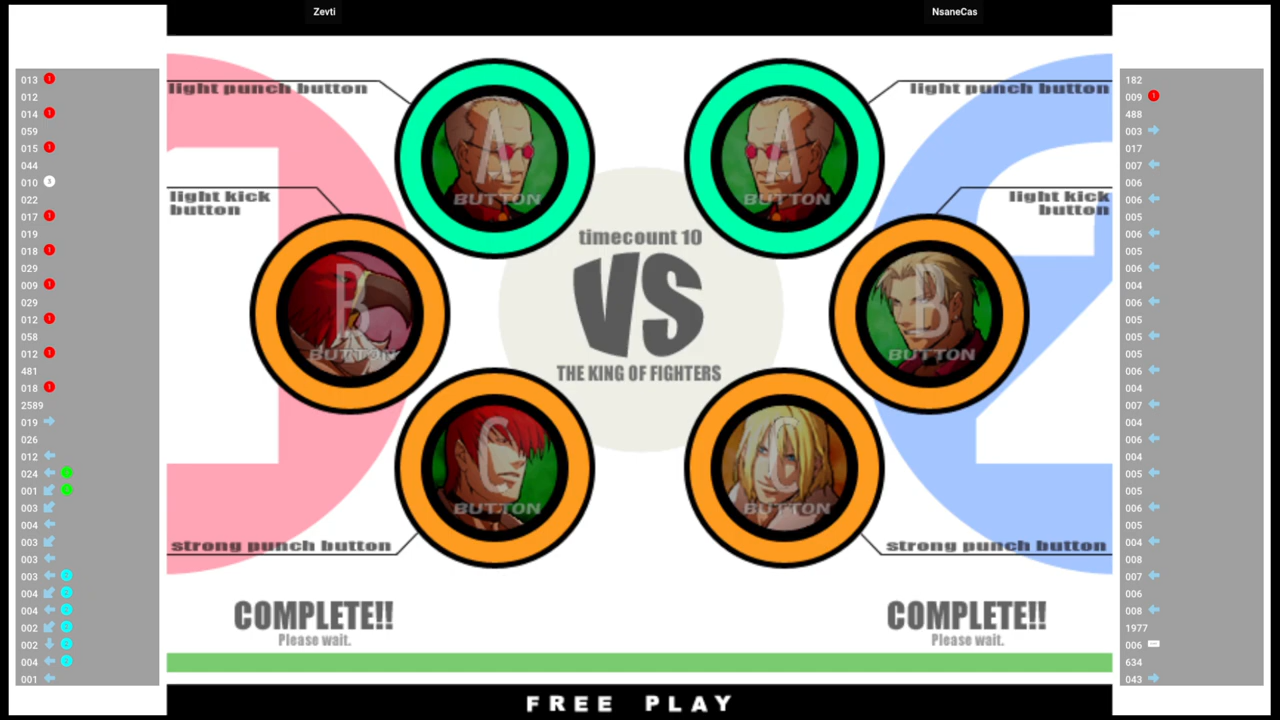 Zevti
NsaneCas
light punch button
light punch button
A
BUTTON
A
BUTTON
light kick
button
light kick
button
timecount 10
VS
THE KING OF FIGHTERS
B
BUTTON
B
BUTTON
C
BUTTON
C
BUTTON
strong punch button
strong punch button
COMPLETE!!
Please wait.
COMPLETE!!
Please wait.
FREE PLAY
1
2
013
012
014
059
015
044
010
022
017
019
018
029
009
029
012
058
012
481
018
2589
019
026
012
024
001
003
004
003
003
003
004
004
002
002
004
001
182
009
488
003
017
007
006
006
005
006
005
006
004
006
005
005
005
006
004
007
004
006
004
005
005
006
005
004
008
007
006
008
1977
006
634
043